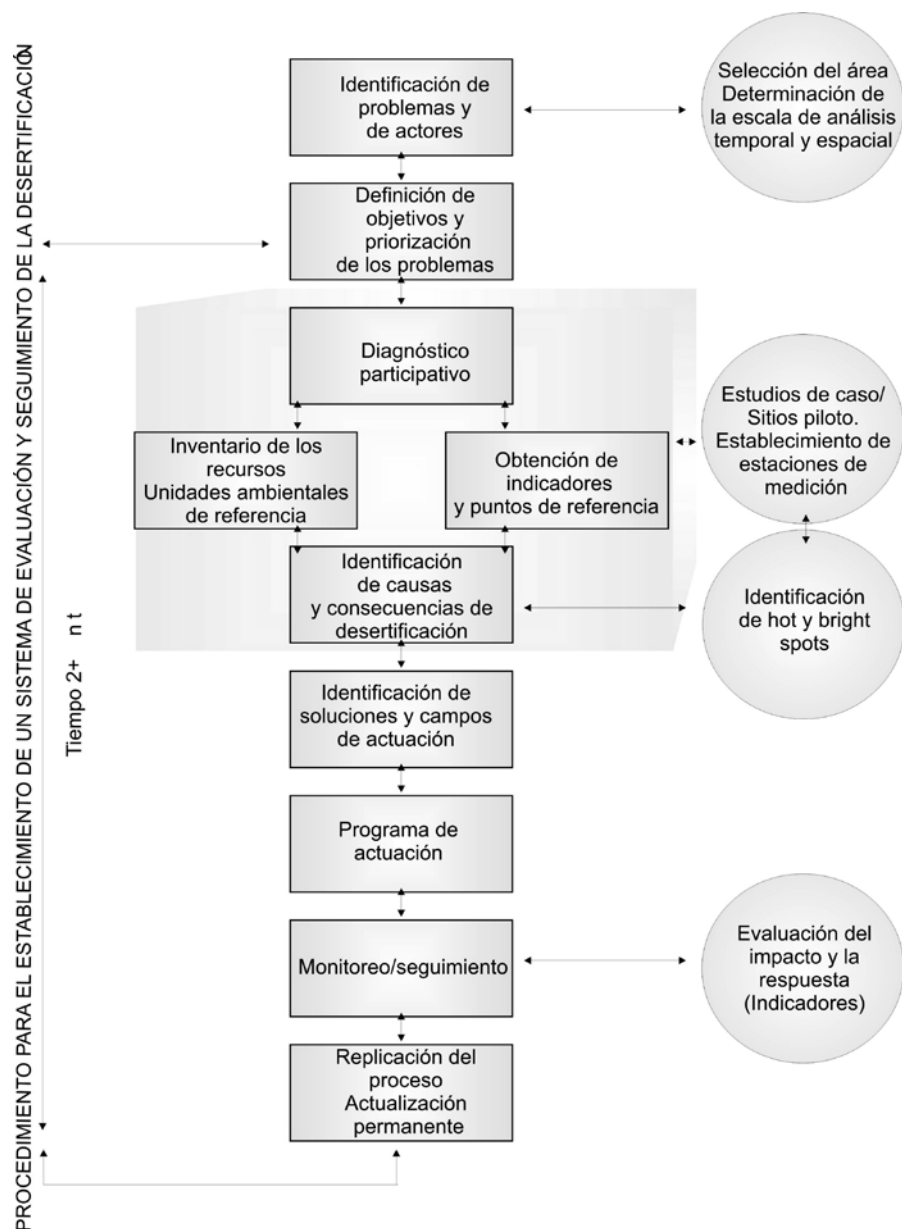 PROCEDIMIENTO PARA EL ESTABLECIMIENTO DE UN SISTEMA DE EVALUACIÓN Y SEGUIMIENTO DE LA DESERTIFICACIÓN
Tiempo 2+ n t
Identificación de
problemas y
de actores
Selección del área
Determinación de
la escala de análisis
temporal y espacial
Definición de
objetivos y
priorización
de los problemas
Diagnóstico
participativo
Inventario de los
recursos
Unidades ambientales
de referencia
Obtención de
indicadores
y puntos de referencia
Estudios de caso/
Sitios piloto.
Establecimiento de
estaciones de
medición
Identificación
de causas
y consecuencias de
desertificación
Identificación
de hot y bright
spots
Identificación de
soluciones y campos
de actuación
Programa de
actuación
Monitoreo/seguimiento
Evaluación del
impacto y la
respuesta
(Indicadores)
Replicación del
proceso
Actualización
permanente